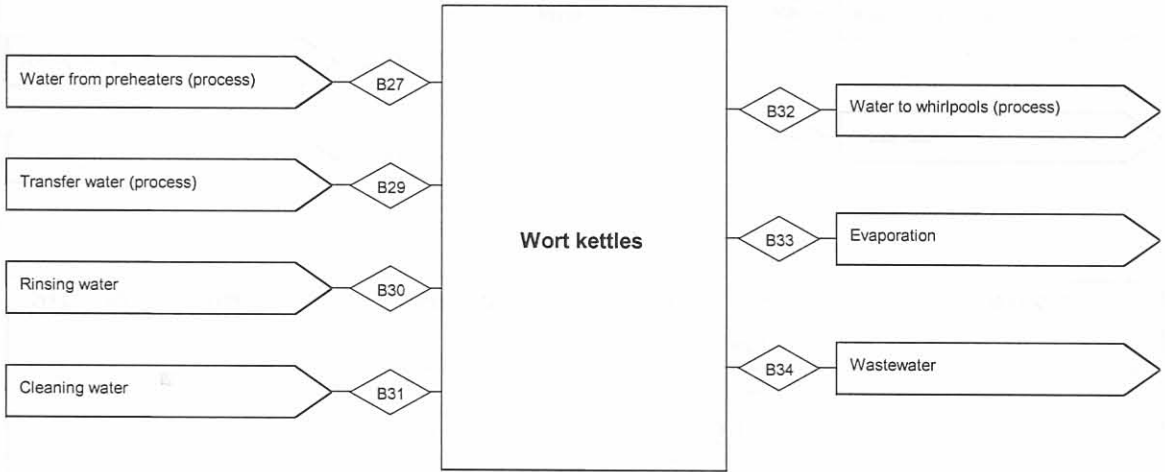 Water from preheaters (process)
B27
Transfer water (process)
B29
Rinsing water
B30
Cleaning water
B31
Wort kettles
B32
Water to whirlpools (process)
B33
Evaporation
B34
Wastewater